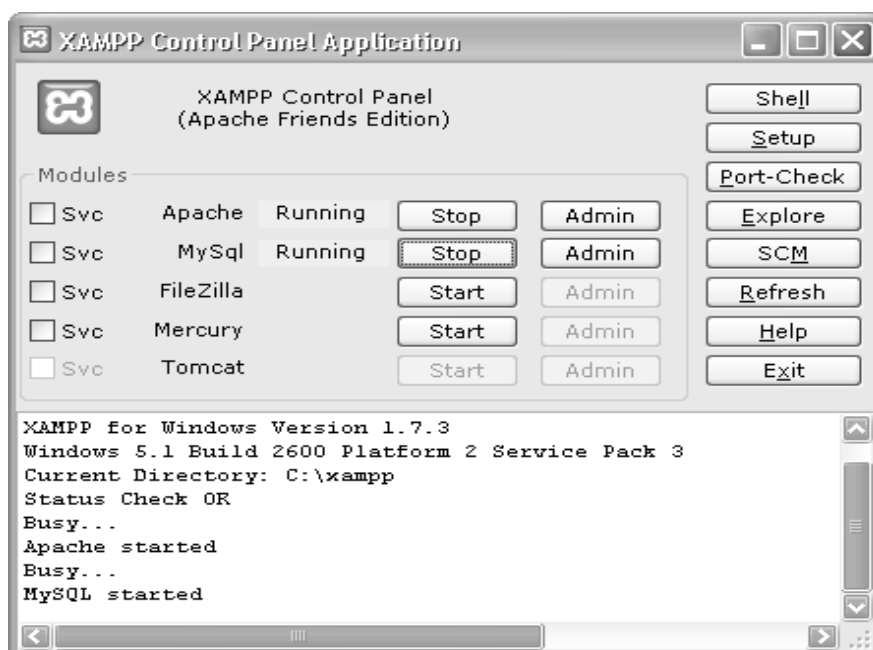 XAMPP Control Panel Application
XAMPP Control Panel
(Apache Friends Edition)
Shell
Setup
Port-Check
Explore
SCM
Refresh
Help
Exit
Modules
Svc Apache Running Stop Admin
Svc MySql Running Stop Admin
Svc FileZilla Start Admin
Svc Mercury Start Admin
Svc Tomcat Start Admin
XAMPP for Windows Version 1.7.3
Windows 5.1 Build 2600 Platform 2 Service Pack 3
Current Directory: C:\xampp
Status Check OR
Busy...
Apache started
Busy...
MySQL started